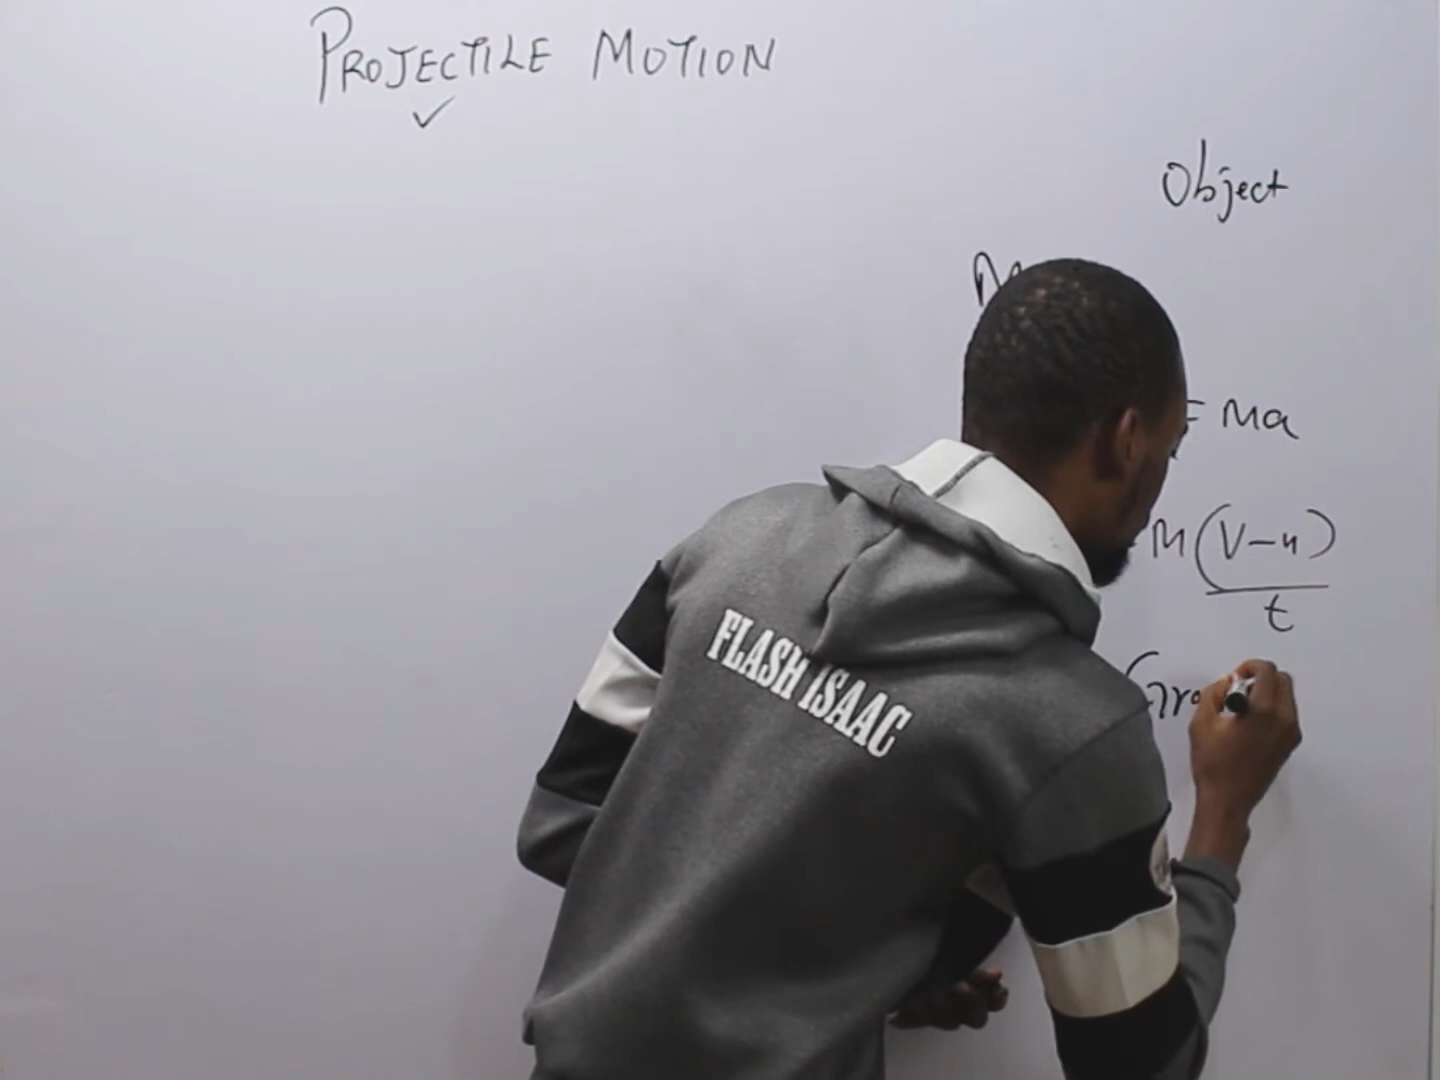 PROJECTILE MOTION
Object
= Ma
M(V-u)
t
FLASH ISAAC